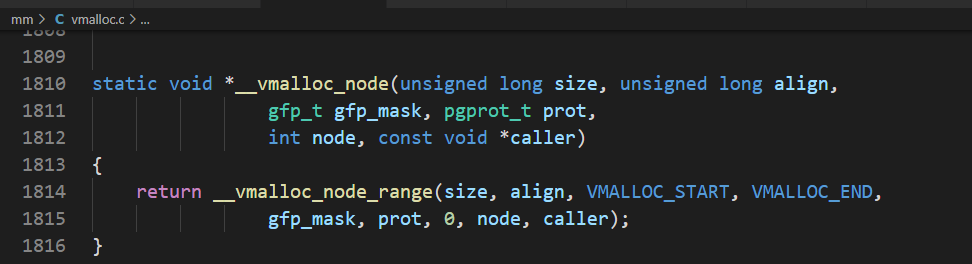 mm > C vmalloc.c > ...
1808
1809
1810 static void *__vmalloc_node(unsigned long size, unsigned long align,
1811 gfp_t gfp_mask, pgprot_t prot,
1812 int node, const void *caller)
1813 {
1814 return __vmalloc_node_range(size, align, VMALLOC_START, VMALLOC_END,
1815 gfp_mask, prot, 0, node, caller);
1816 }